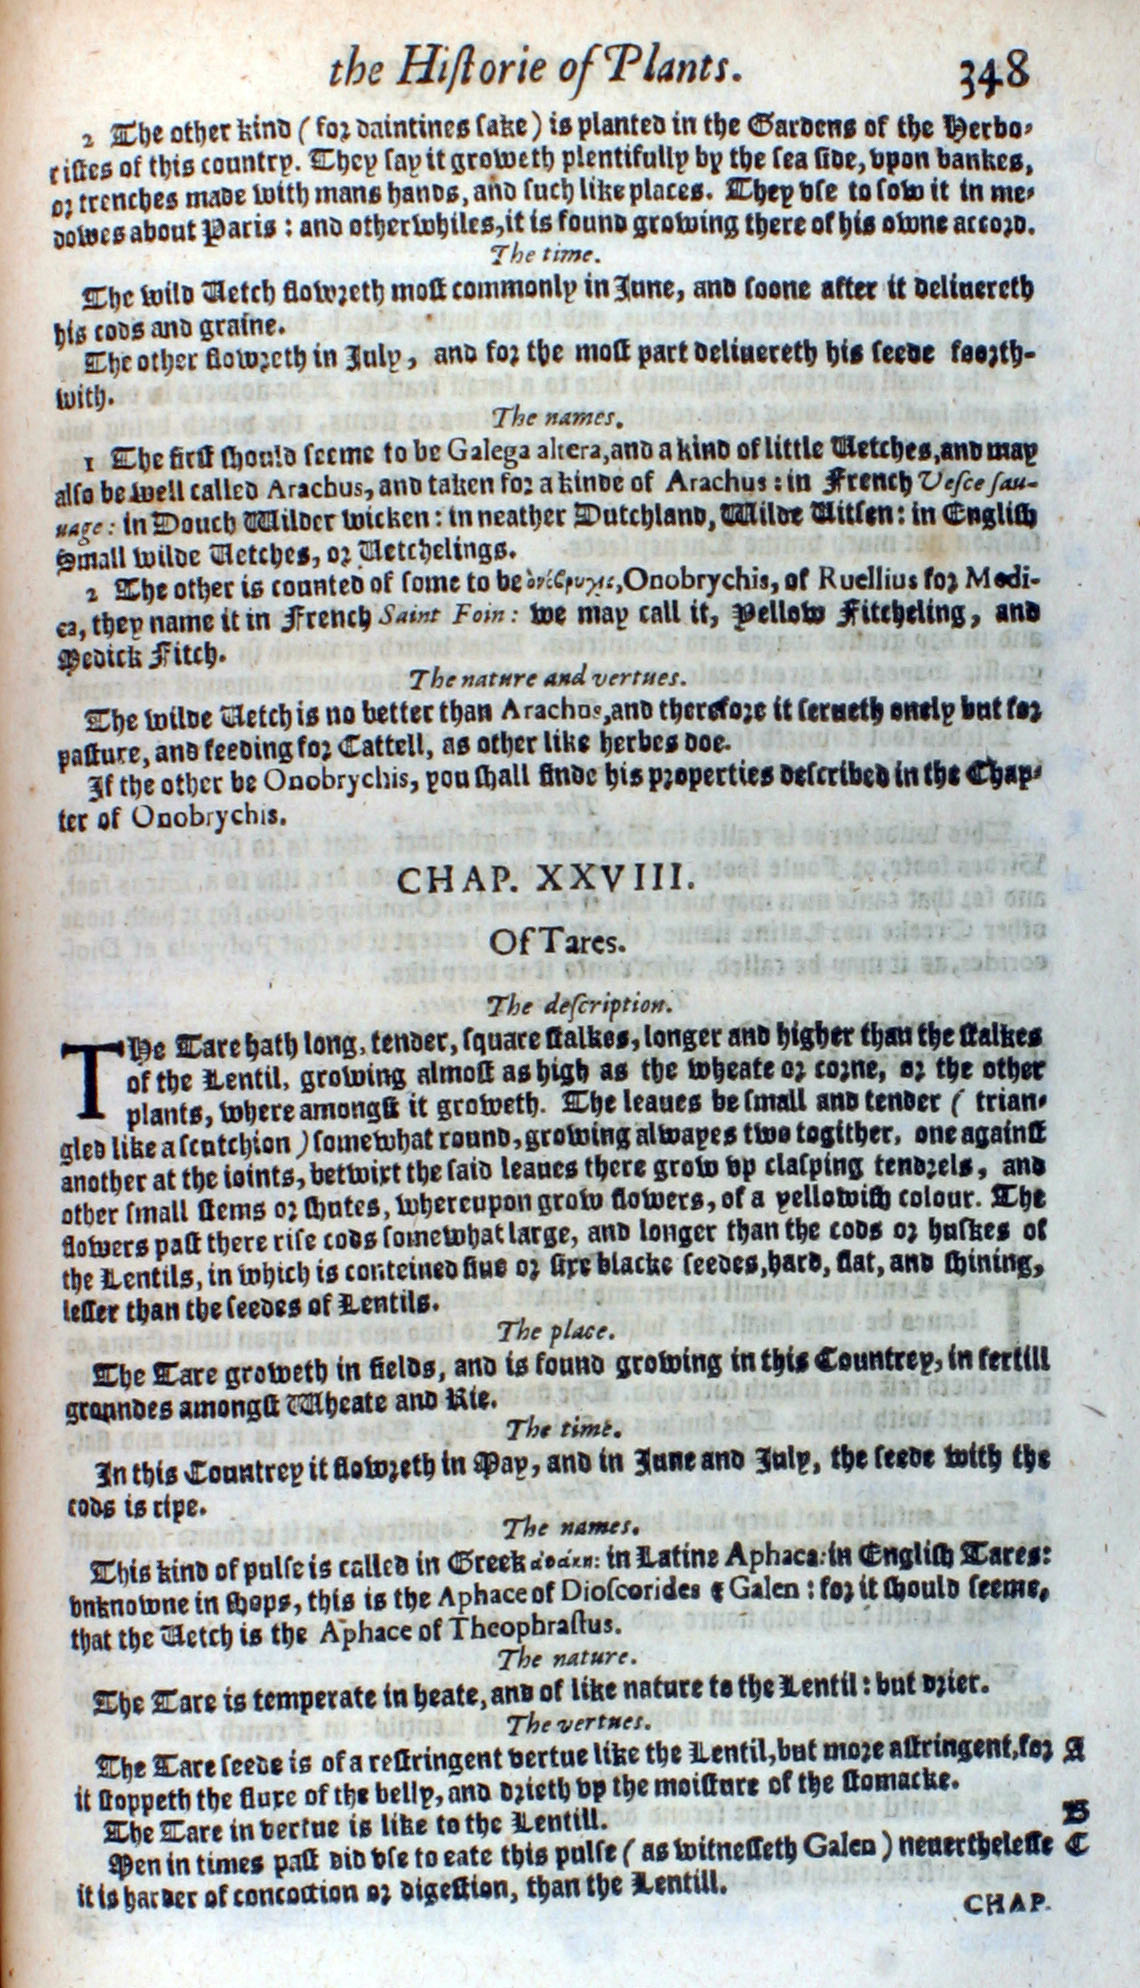 the Hiſtorie of Plants. 348
2 The other kind ( for daintines ſake ) is planted in the Gardens of the Herbo-
riſtes of this country. They ſay it groweth plentifully by the ſea ſide, vpon bankes,
or trenches made with mans hands, and ſuch like places. They vſe to ſow it in me-
dowes about Paris : and otherwhiles, it is found growing there of his owne accord.
The time.
The wild Uetch flowreth moſt commonly in June, and ſoone after it deliuereth
his cods and graine.
The other flowreth in July, and for the moſt part deliuereth his ſeede foorth-
with.
The names.
1 The firſt ſhould ſeeme to be Galega altera, and a kind of little Uetches, and may
alſo be well called Arachus, and taken for a kinde of Arachus : in French Veſce ſau-
uage : in Douch Wilder wicken : in neather Dutchland, Wilde Uitſen : in Engliſh
Small wilde Uetches, or Uetchelings.
2 The other is counted of ſome to be Onobrychis, of Ruellius for Medi-
ca, they name it in French Saint Foin : we may call it, Yellow Fitcheling, and
Medick Fitch.
The nature and vertues.
The wilde Uetch is no better than Arachus, and therefore it ſerueth onely but for
paſture, and feeding for Cattell, as other like herbes doe.
If the other be Onobrychis, you ſhall finde his properties deſcribed in the Chap-
ter of Onobrychis.
CHAP. XXVIII.
Of Tares.
The deſcription.
THe Tare hath long, tender, ſquare ſtalkes, longer and higher than the ſtalkes
of the Lentil, growing almoſt as high as the wheate or corne, or the other
plants, where amongſt it groweth. The leaues be ſmall and tender ( trian-
gled like a ſcutchion ) ſomewhat round, growing alwayes two togither, one againſt
another at the ioints, betwixt the ſaid leaues there grow vp claſping tendrels, and
other ſmall ſtems or ſhutes, whereupon grow flowers, of a yellowiſh colour. The
flowers paſt there riſe cods ſomewhat large, and longer than the cods or huſkes of
the Lentils, in which is conteined fiue or ſixe blacke ſeedes, hard, flat, and ſhining,
leſſer than the ſeedes of Lentils.
The place.
The Tare groweth in fields, and is found growing in this Countrey, in fertill
groundes amongſt Wheate and Rie.
The time.
In this Countrey it flowreth in May, and in June and July, the ſeede with the
cods is ripe.
The names.
This kind of pulſe is called in Greek ἀφάκη: in Latine Aphaca: in Engliſh Tares:
vnknowne in ſhops, this is the Aphace of Dioſcorides & Galen : for it ſhould ſeeme,
that the Uetch is the Aphace of Theophraſtus.
The nature.
The Tare is temperate in heate, and of like nature to the Lentil : but drier.
The vertues.
The Tare ſeede is of a reſtringent vertue like the Lentil, but more aſtringent, for A
it ſtoppeth the fluxe of the belly, and drieth vp the moiſture of the ſtomacke.
The Tare in vertue is like to the Lentill. B
Men in times paſt did vſe to eate this pulſe ( as witneſſeth Galen ) neuertheleſſe C
it is harder of concoction or digeſtion, than the Lentill.
CHAP.